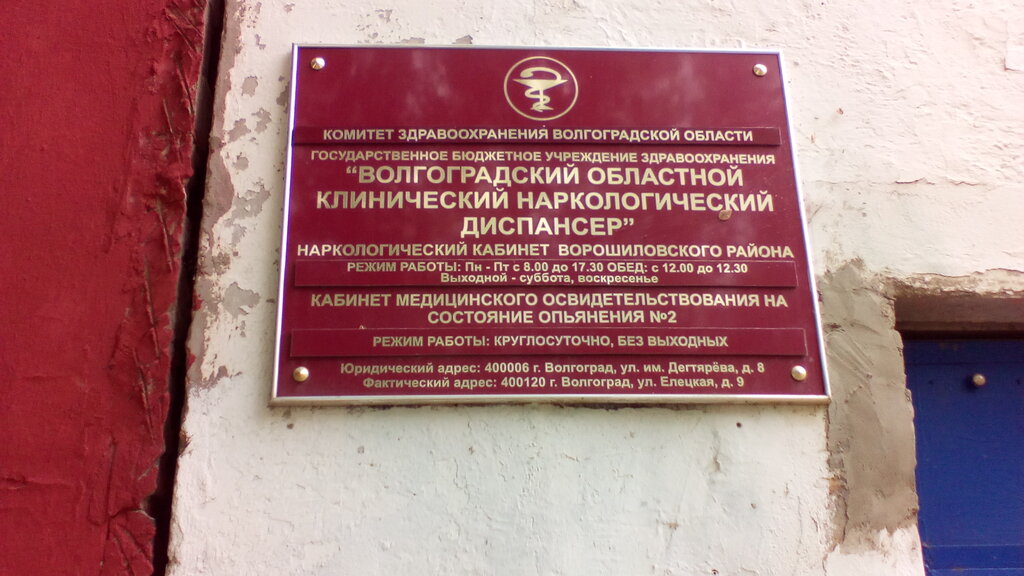 КОМИТЕТ ЗДРАВООХРАНЕНИЯ ВОЛГОГРАДСКОЙ ОБЛАСТИ
ГОСУДАРСТВЕННОЕ БЮДЖЕТНОЕ УЧРЕЖДЕНИЕ ЗДРАВООХРАНЕНИЯ
“ВОЛГОГРАДСКИЙ ОБЛАСТНОЙ
КЛИНИЧЕСКИЙ НАРКОЛОГИЧЕСКИЙ
ДИСПАНСЕР”
НАРКОЛОГИЧЕСКИЙ КАБИНЕТ ВОРОШИЛОВСКОГО РАЙОНА
РЕЖИМ РАБОТЫ: Пн - Пт с 8.00 до 17.30 ОБЕД: с 12.00 до 12.30
Выходной - суббота, воскресенье
КАБИНЕТ МЕДИЦИНСКОГО ОСВИДЕТЕЛЬСТВОВАНИЯ НА
СОСТОЯНИЕ ОПЬЯНЕНИЯ №2
РЕЖИМ РАБОТЫ: КРУГЛОСУТОЧНО, БЕЗ ВЫХОДНЫХ
Юридический адрес: 400006 г. Волгоград, ул. им. Дегтярёва, д. 8
Фактический адрес: 400120 г. Волгоград, ул. Елецкая, д. 9